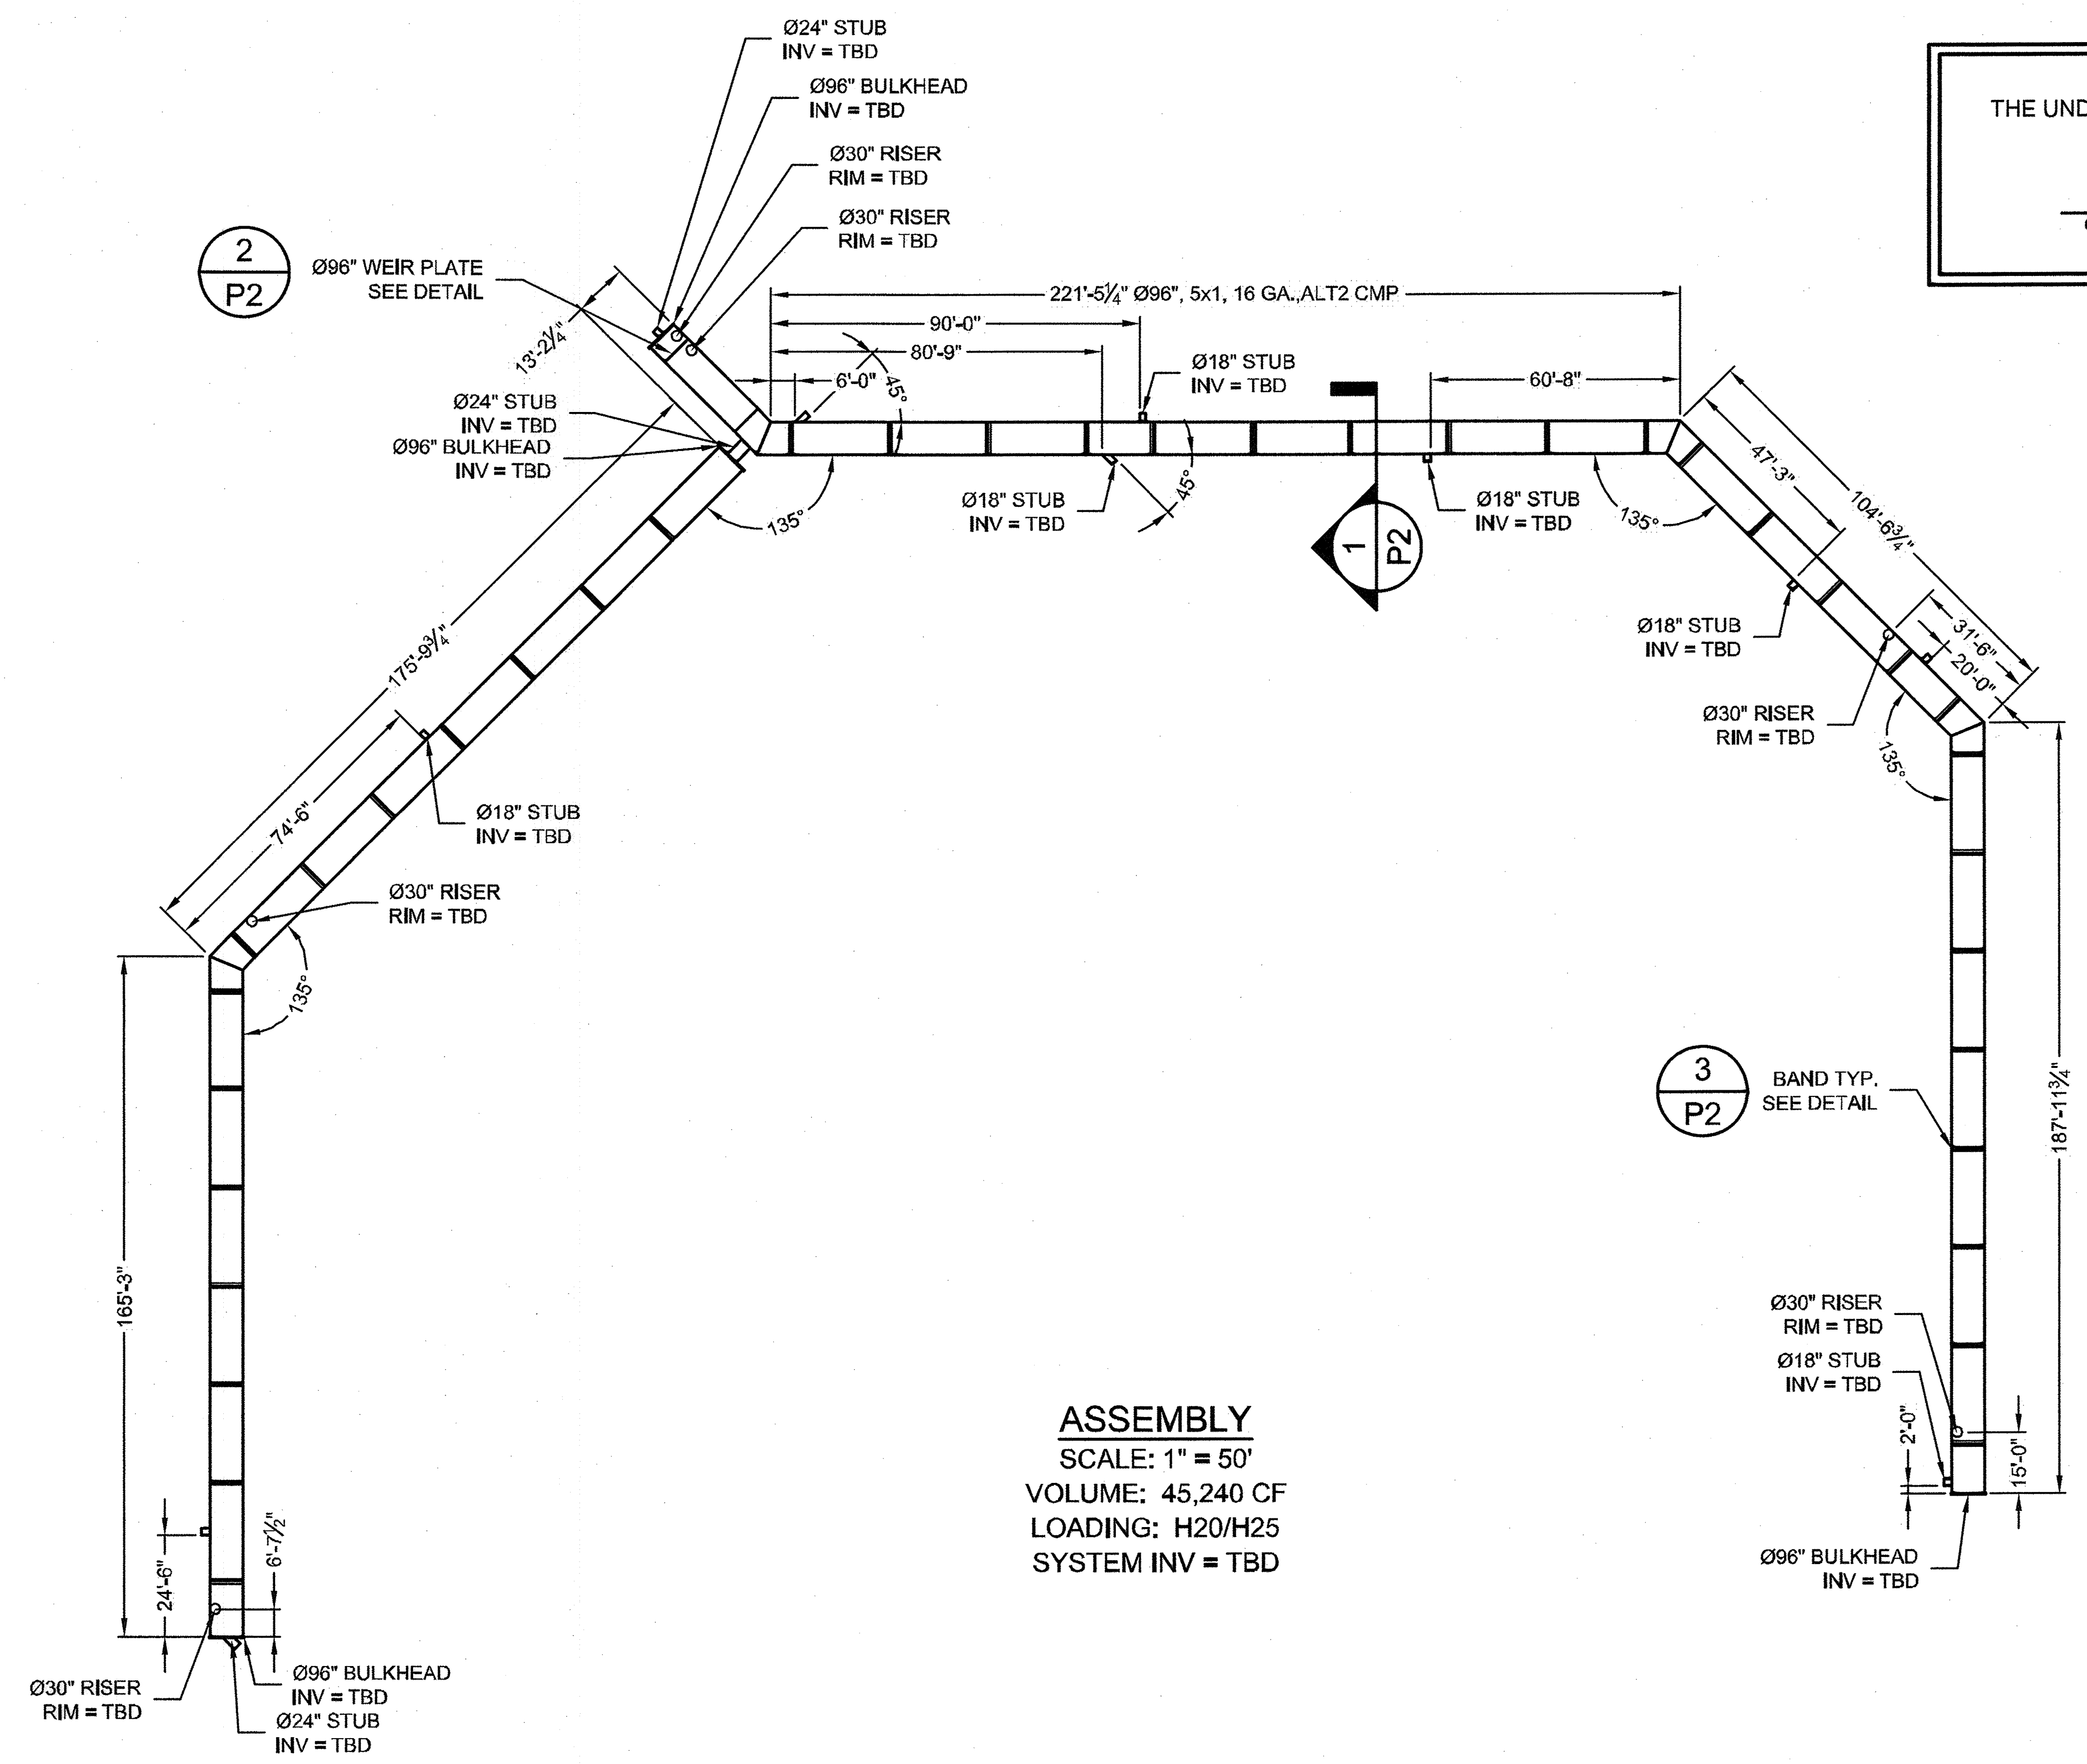 Ø24" STUB
INV = TBD
Ø96" BULKHEAD
INV = TBD
Ø30" RISER
RIM = TBD
Ø30" RISER
RIM = TBD
THE UND
2
P2
Ø96" WEIR PLATE
SEE DETAIL
13'-2¼"
221'-5¼" Ø96", 5x1, 16 GA.,ALT2 CMP
90'-0"
80'-9"
6'-0"
45°
Ø18" STUB
INV = TBD
60'-8"
Ø24" STUB
INV = TBD
Ø96" BULKHEAD
INV = TBD
135°
Ø18" STUB
INV = TBD
45°
1
P2
Ø18" STUB
INV = TBD
135°
47'-3"
104'-6¾"
175'-9¾"
Ø18" STUB
INV = TBD
31'-6"
20'-0"
Ø30" RISER
RIM = TBD
135°
74'-6"
Ø18" STUB
INV = TBD
Ø30" RISER
RIM = TBD
135°
165'-3"
3
P2
BAND TYP.
SEE DETAIL
187'-11¾"
Ø30" RISER
RIM = TBD
Ø18" STUB
INV = TBD
2'-0"
15'-0"
Ø96" BULKHEAD
INV = TBD
ASSEMBLY
SCALE: 1" = 50'
VOLUME: 45,240 CF
LOADING: H20/H25
SYSTEM INV = TBD
24'-6"
6'-7½"
Ø30" RISER
RIM = TBD
Ø96" BULKHEAD
INV = TBD
Ø24" STUB
INV = TBD